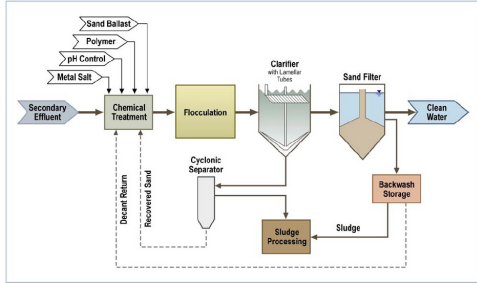 Sand Ballast
Polymer
pH Control
Metal Salt
Secondary
Effluent
Chemical
Treatment
Flocculation
Clarifier
with Lamellar
Tubes
Sand Filter
Clean
Water
Cyclonic
Separator
Decant Return
Recovered Sand
Sludge
Processing
Sludge
Backwash
Storage